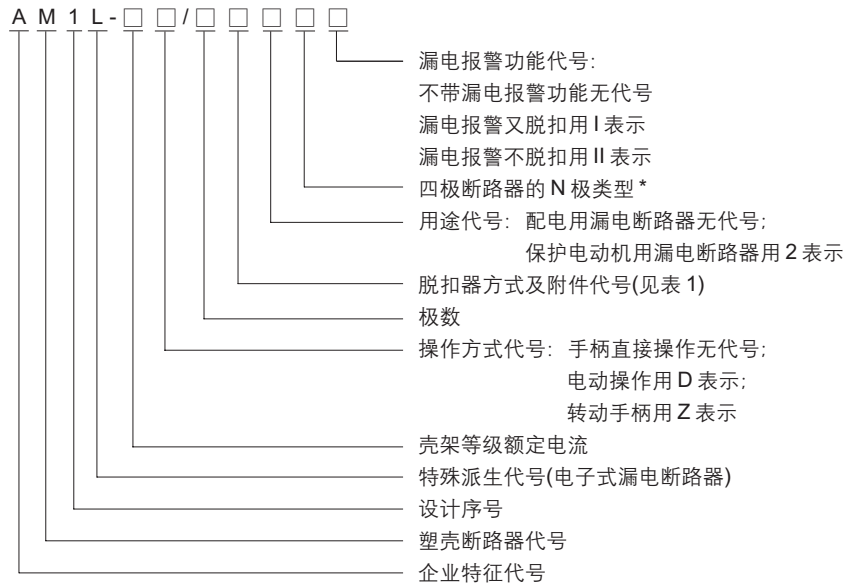 AM1L-□□/□□□□□
漏电报警功能代号:
不带漏电报警功能无代号
漏电报警又脱扣用I表示
漏电报警不脱扣用II表示
四极断路器的N极类型*
用途代号: 配电用漏电断路器无代号;
保护电动机用漏电断路器用2表示
脱扣器方式及附件代号(见表1)
极数
操作方式代号: 手柄直接操作无代号;
电动操作用D表示;
转动手柄用Z表示
壳架等级额定电流
特殊派生代号(电子式漏电断路器)
设计序号
塑壳断路器代号
企业特征代号